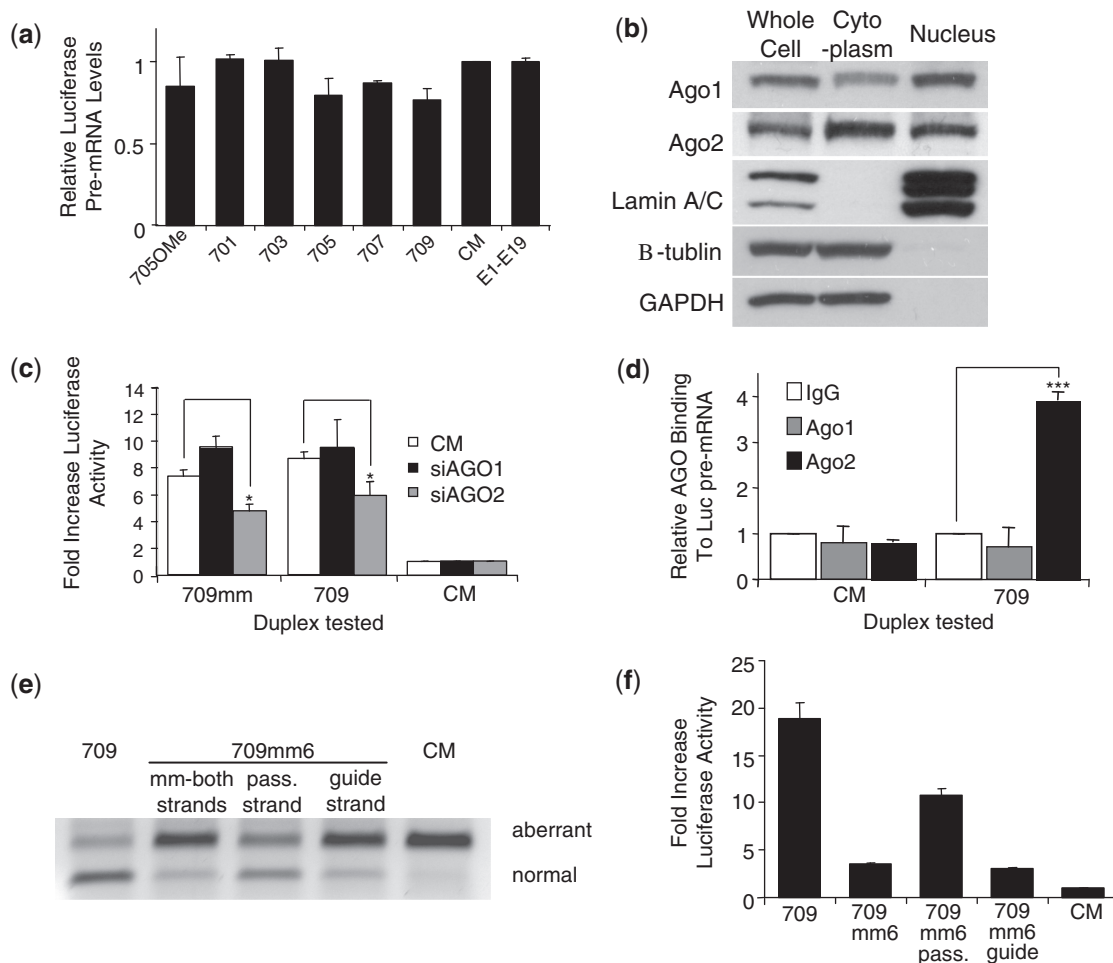 (a)
Relative Luciferase
Pre-mRNA Levels
1
0.5
0
705OMe
701
703
705
707
709
CM
E1-E19
(b)
Whole
Cell
Cyto
-plasm
Nucleus
Ago1
Ago2
Lamin A/C
B-tublin
GAPDH
(c)
Fold Increase Luciferase
Activity
14
12
10
8
6
4
2
0
*
*
CM
siAGO1
siAGO2
709mm
709
CM
Duplex tested
(d)
Relative AGO Binding
To Luc pre-mRNA
4
2
1
0
IgG
Ago1
Ago2
***
CM
709
Duplex tested
(e)
709
709mm6
CM
mm-both
strands
pass.
strand
guide
strand
aberrant
normal
(f)
Fold Increase
Luciferase Activity
25
20
15
10
5
0
709
709
mm6
709
mm6
pass.
709
mm6
guide
CM